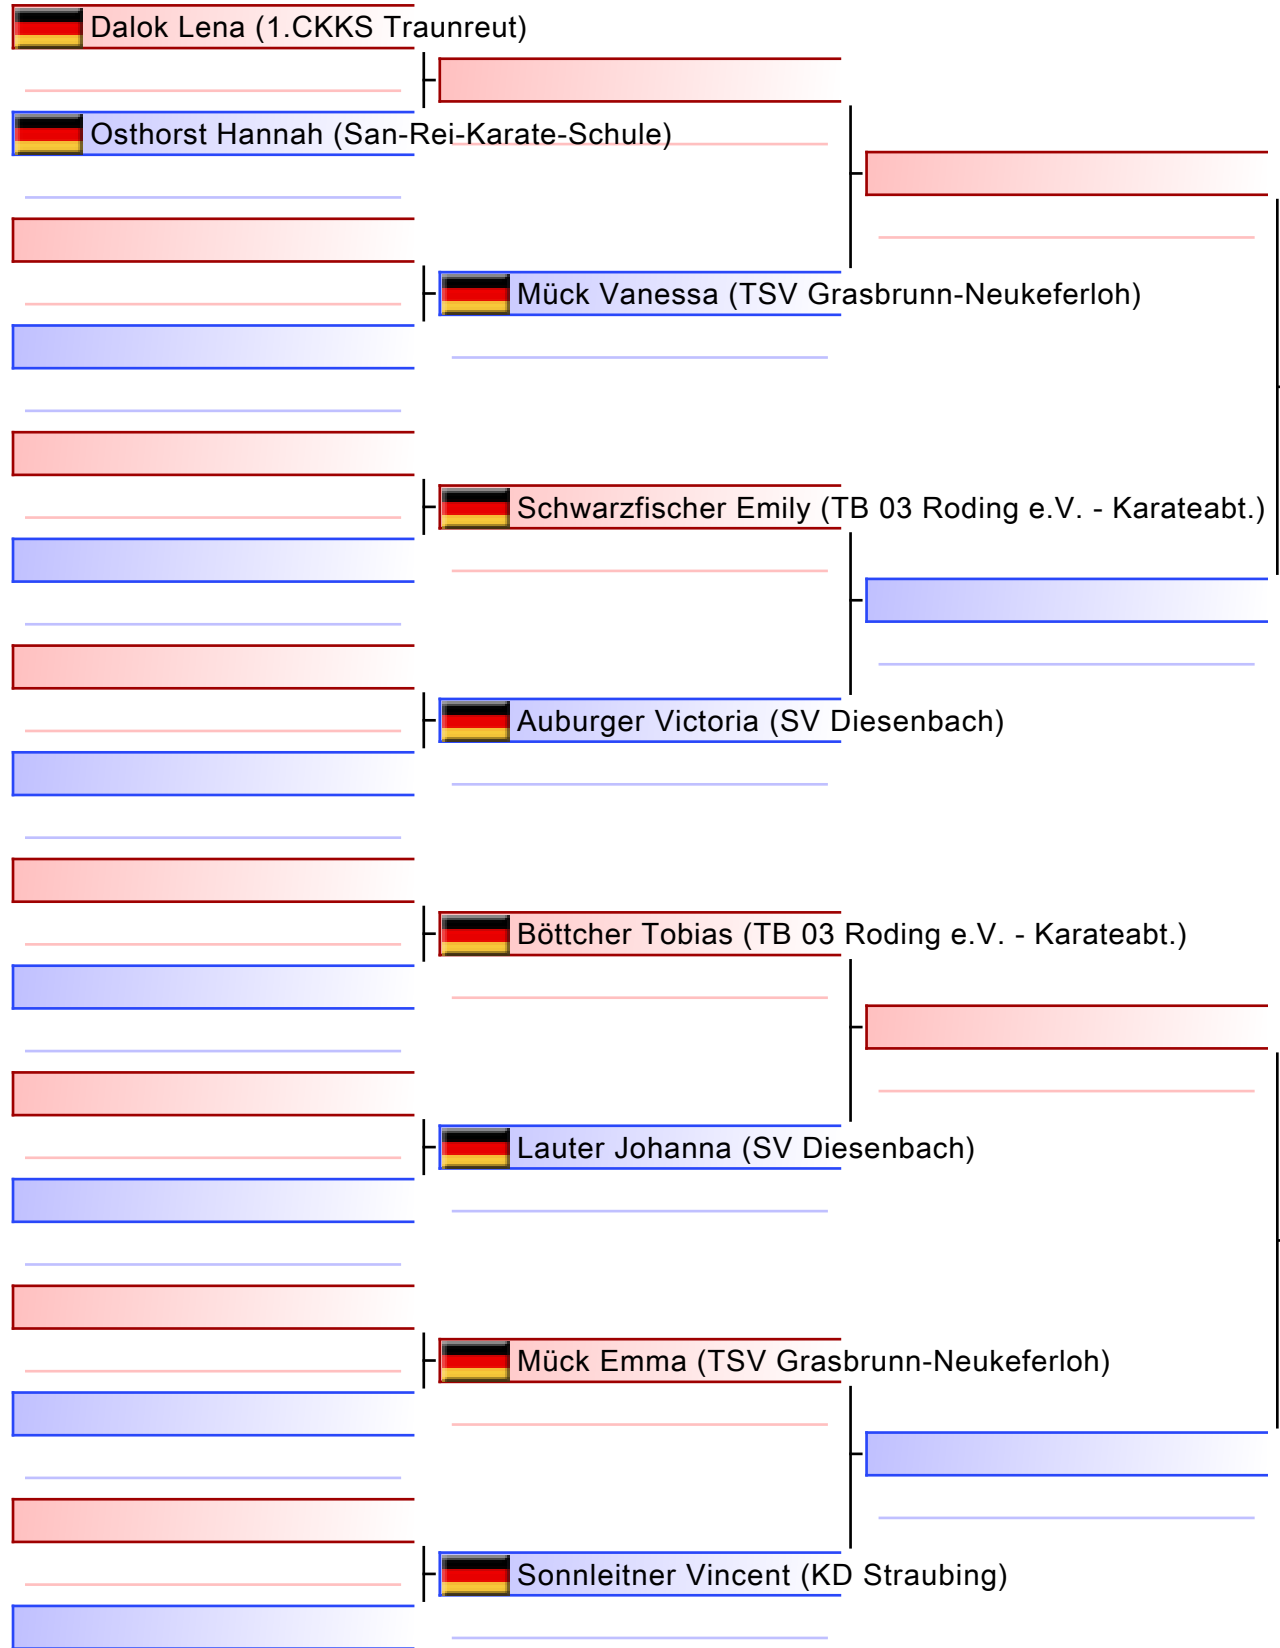 Dalok Lena (1.CKKS Traunreut)
Osthorst Hannah (San-Rei-Karate-Schule)
Mück Vanessa (TSV Grasbrunn-Neukeferloh)
Schwarzfischer Emily (TB 03 Roding e.V. - Karateabt.)
Auburger Victoria (SV Diesenbach)
Böttcher Tobias (TB 03 Roding e.V. - Karateabt.)
Lauter Johanna (SV Diesenbach)
Mück Emma (TSV Grasbrunn-Neukeferloh)
Sonnleitner Vincent (KD Straubing)